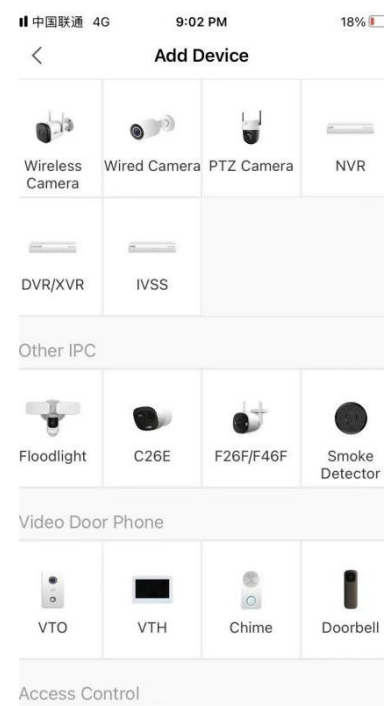 中国联通 4G 9:02 PM 18%
Add Device
Wireless Camera Wired Camera PTZ Camera NVR
DVR/XVR IVSS
Other IPC
Floodlight C26E F26F/F46F Smoke Detector
Video Door Phone
VTO VTH Chime Doorbell
Access Control